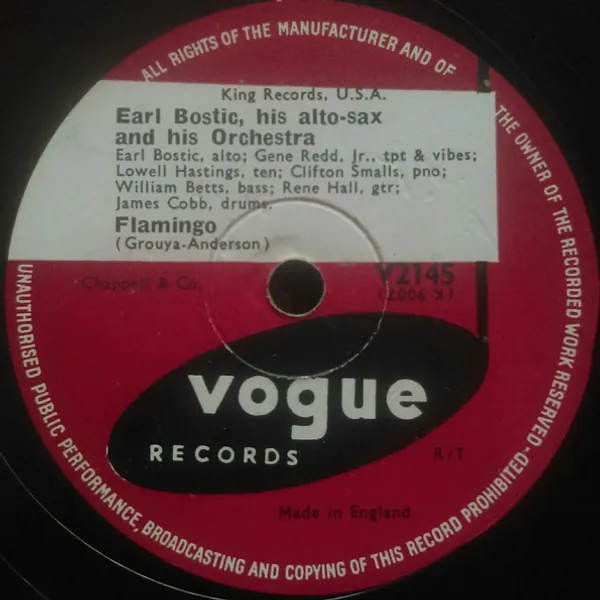 ALL RIGHTS OF THE MANUFACTURER AND OF THE OWNER OF THE RECORDED WORK RESERVED - UNAUTHORISED PUBLIC PERFORMANCE, BROADCASTING AND COPYING OF THIS RECORD PROHIBITED-
King Records, U.S.A.
Earl Bostic, his alto-sax
and his Orchestra
Earl Bostic, alto; Gene Redd, Jr., tpt & vibes;
Lowell Hastings, ten; Clifton Smalls, pno;
William Betts, bass; Rene Hall, gtr;
James Cobb, drums.
Flamingo
(Grouya-Anderson)
Chappell & Co.
V2145
(2006 K)
vogue
RECORDS
R/T
Made in England